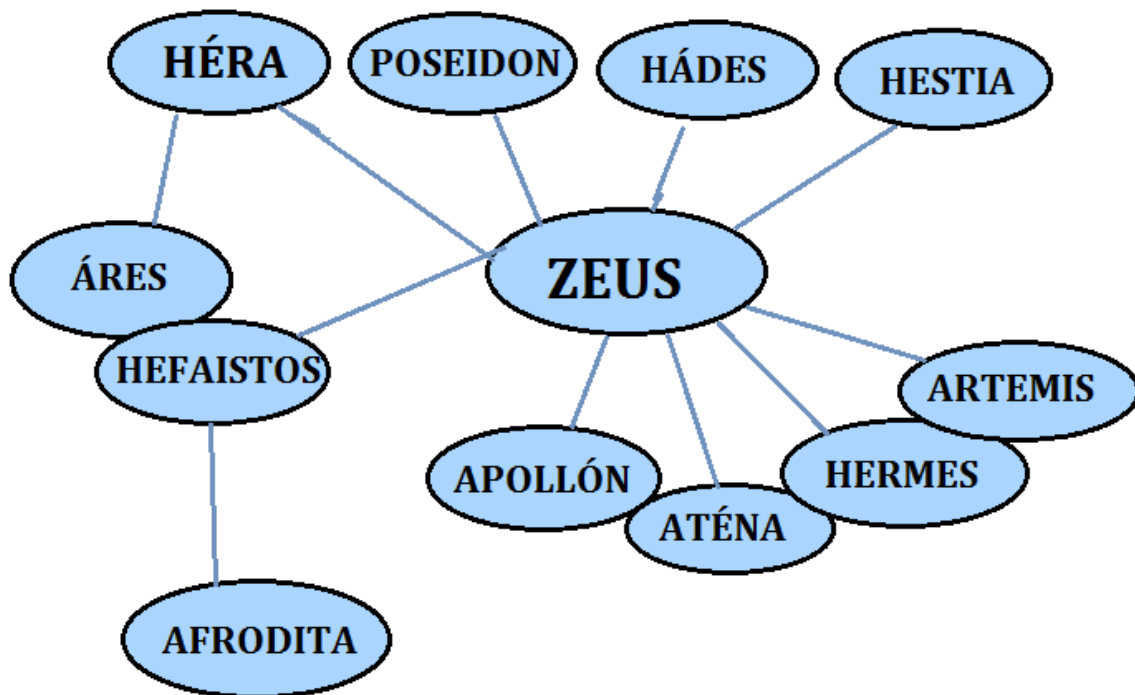 HÉRA
POSEIDON
HÁDES
HESTIA
ÁRES
ZEUS
HEFAISTOS
ARTEMIS
APOLLÓN
HERMES
ATÉNA
AFRODITA